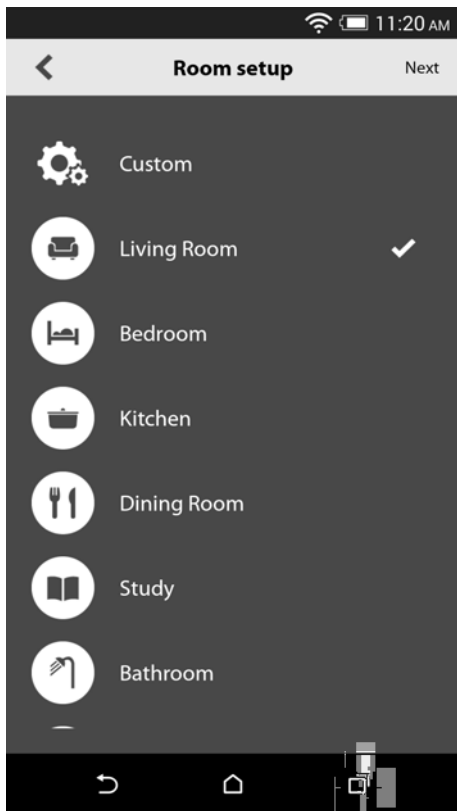 11:20 AM
Room setup Next
Custom
Living Room
Bedroom
Kitchen
Dining Room
Study
Bathroom